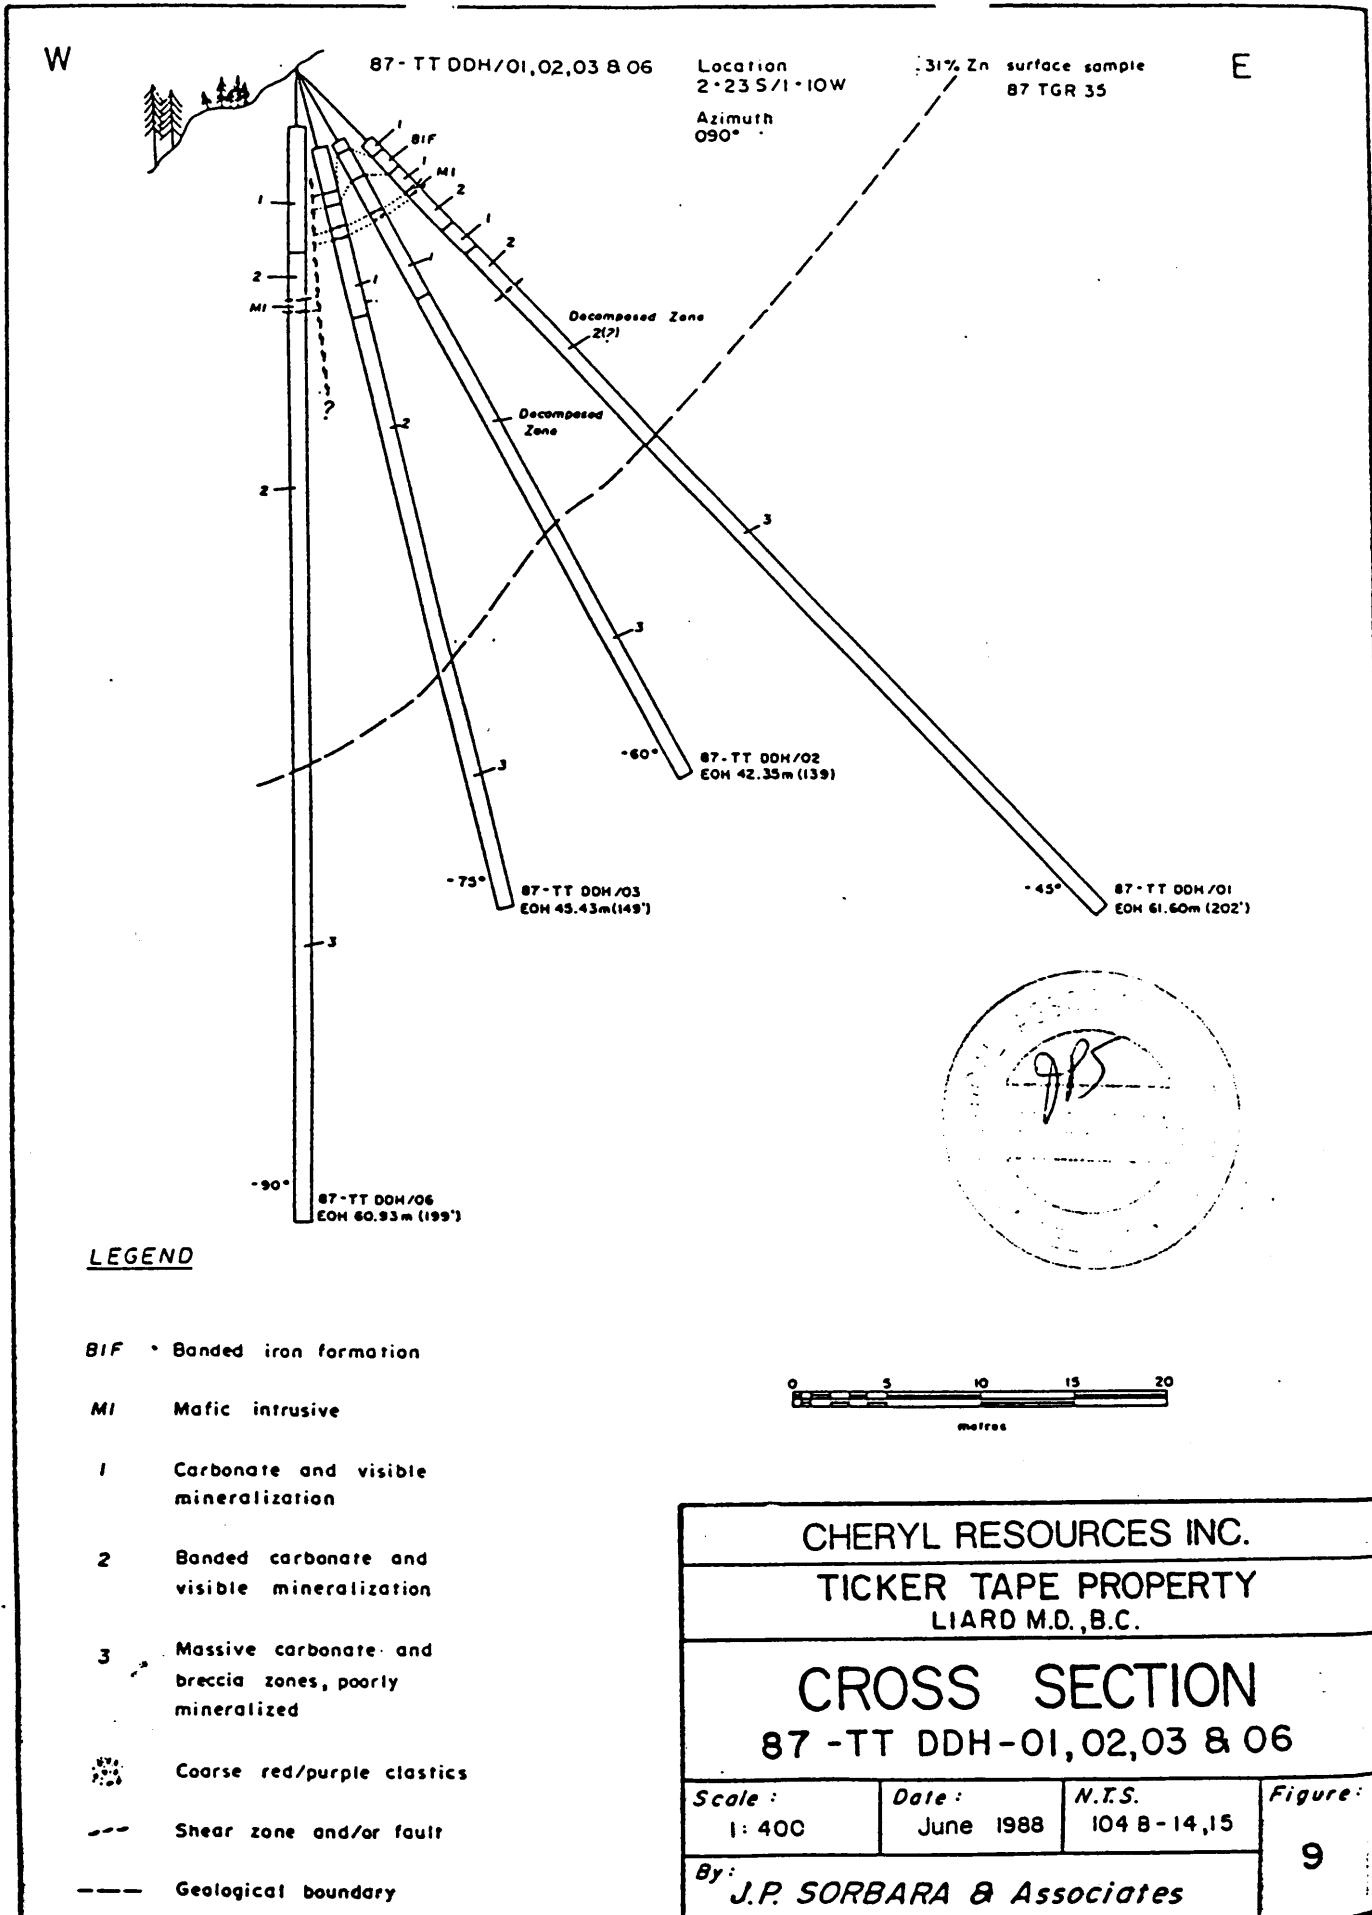 W
87-TT DDH/01,02,03 & 06
Location
2+23 S/1+10W
Azimuth
090°
.31% Zn surface sample
87 TGR 35
E
1
BIF
1
MI
2
1
2
1
2
MI
1
1
Decomposed Zone
2(?)
?
2
Decomposed
Zone
2
3
3
-60°
87-TT DDH/02
EOH 42.35m (139)
3
-75°
87-TT DDH/03
EOH 45.43m (149')
-45°
87-TT DDH/01
EOH 61.60m (202')
3
JPS
-90°
87-TT DDH/06
EOH 60.93m (199')
LEGEND
BIF Banded iron formation
MI Mafic intrusive
1 Carbonate and visible
mineralization
2 Banded carbonate and
visible mineralization
3 Massive carbonate and
breccia zones, poorly
mineralized
Coarse red/purple clastics
Shear zone and/or fault
Geological boundary
0 5 10 15 20
metres
CHERYL RESOURCES INC.
TICKER TAPE PROPERTY
LIARD M.D., B.C.
CROSS SECTION
87 -TT DDH-01,02,03 & 06
Scale : 1: 400
Date : June 1988
N.T.S. 104 B-14,15
Figure: 9
By: J.P. SORBARA & Associates